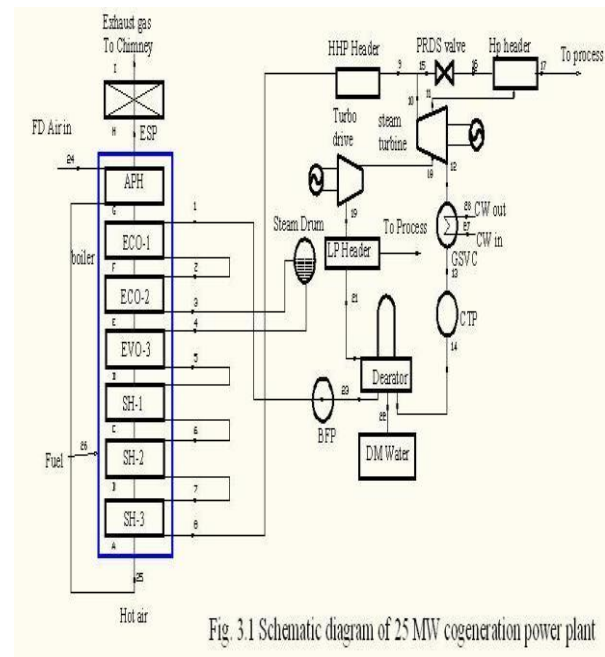 Exhaust gas
To Chimney
I
HHP Header
PRDS valve
Hp header
To process
9
15
16
17
10
11
Turbo
drive
steam
turbine
FD Air in
H
ESP
24
APH
G
1
18
12
19
Steam Drum
28
CW out
27
CW in
GSVC
ECO-1
boiler
F
2
LP Header
To Process
13
ECO-2
3
E
4
CTP
21
14
EVO-3
5
Dearator
SH-1
C
6
23
BFP
22
DM Water
26
Fuel
SH-2
7
SH-3
8
A
25
Hot air
Fig. 3.1 Schematic diagram of 25 MW cogeneration power plant